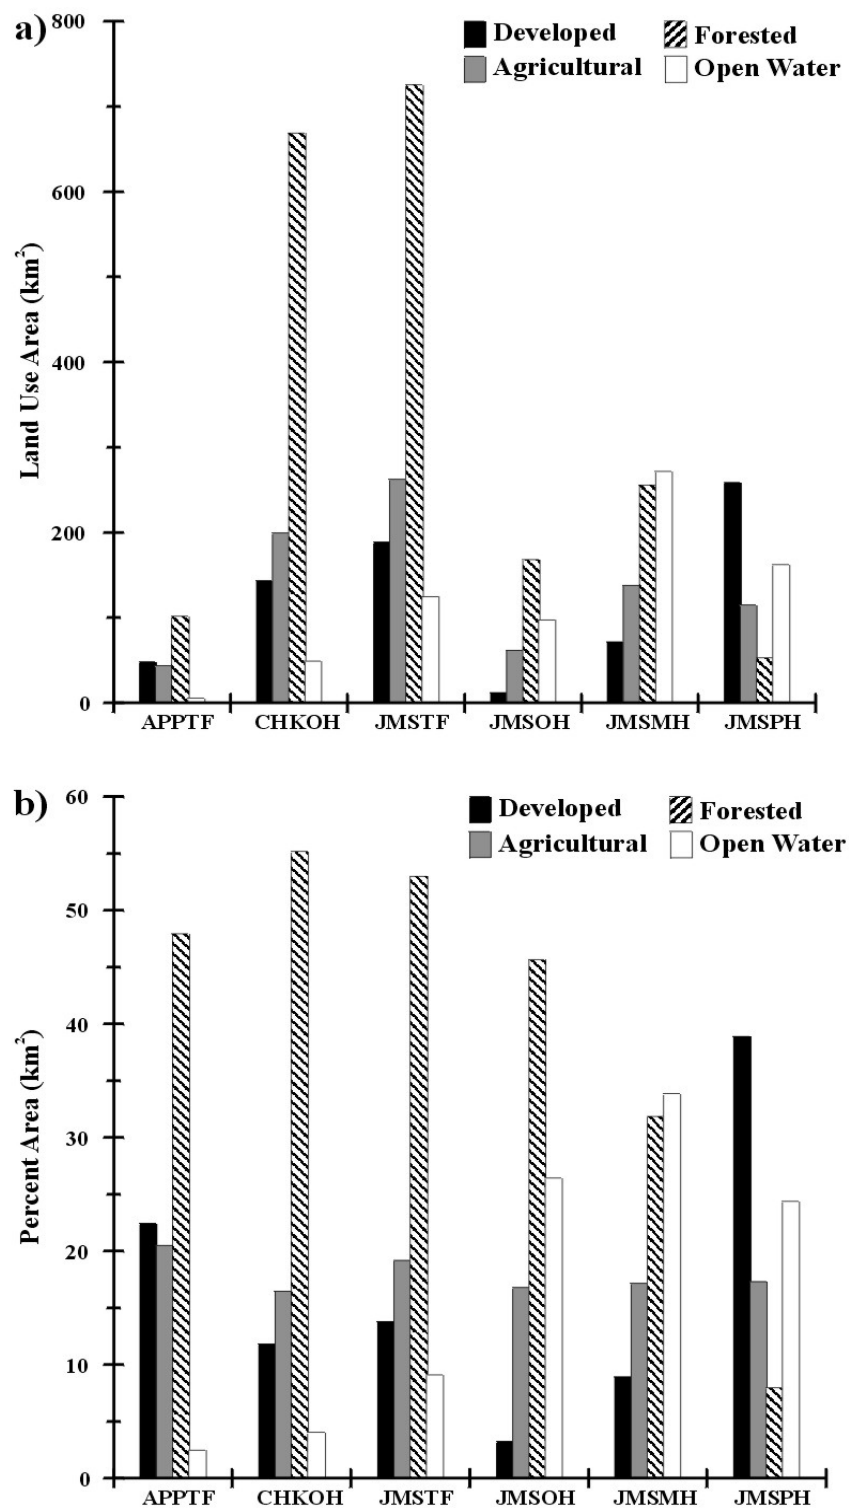 a)
800
Developed
Forested
Agricultural
Open Water
600
400
200
0
Land Use Area (km²)
APPTF CHKOH JMSTF JMSOH JMSMH JMSPH
b)
60
Developed
Forested
Agricultural
Open Water
50
40
30
20
10
0
Percent Area (km²)
APPTF CHKOH JMSTF JMSOH JMSMH JMSPH